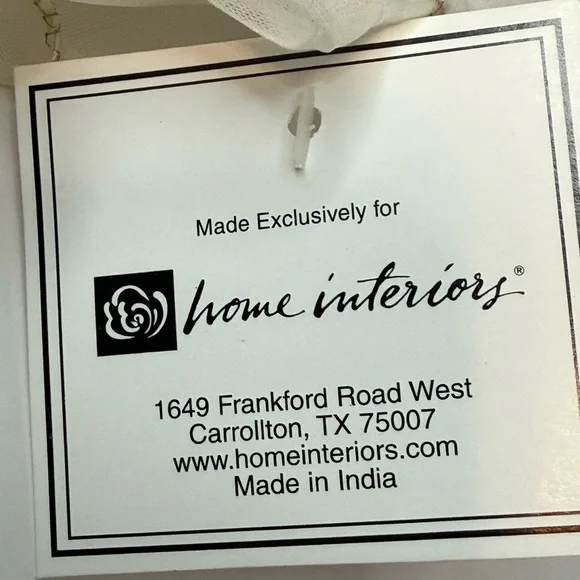 Made Exclusively for
home interiors®
1649 Frankford Road West
Carrollton, TX 75007
www.homeinteriors.com
Made in India